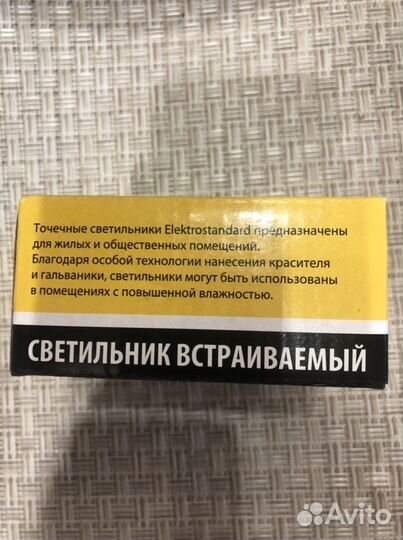 Точечные светильники Elektrostandard предназначены
для жилых и общественных помещений.
Благодаря особой технологии нанесения красителя
и гальваники, светильники могут быть использованы
в помещениях с повышенной влажностью.
СВЕТИЛЬНИК ВСТРАИВАЕМЫЙ
Avito